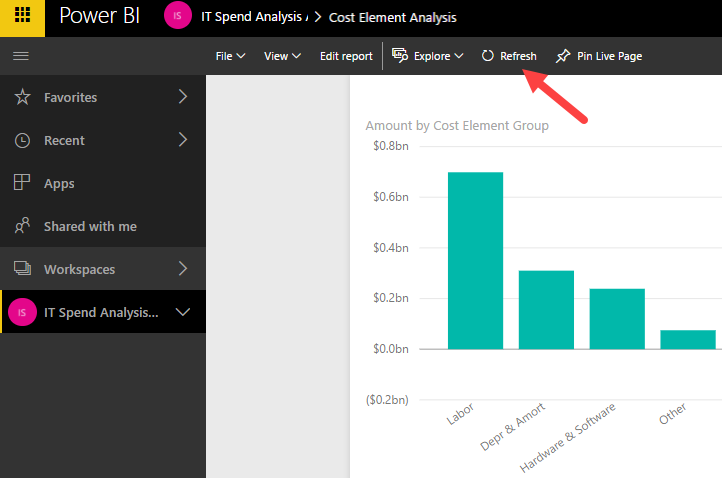 Power BI
IS
IT Spend Analysis
Cost Element Analysis
File
View
Edit report
Explore
Refresh
Pin Live Page
Favorites
Recent
Apps
Shared with me
Workspaces
IS
IT Spend Analysis...
Amount by Cost Element Group
$0.8bn
$0.6bn
$0.4bn
$0.2bn
$0.0bn
($0.2bn)
Labor
Depr & Amort
Hardware & Software
Other